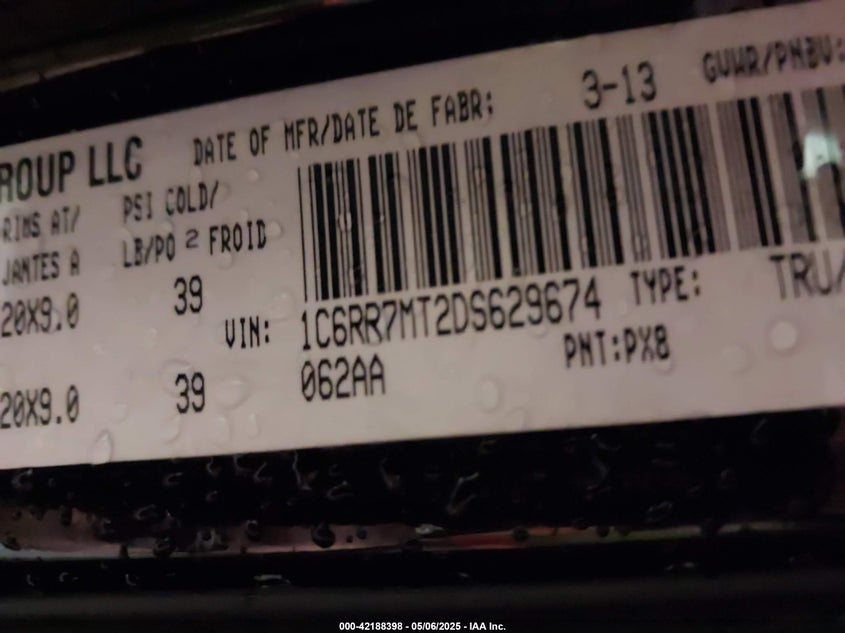 ROUP LLC
DATE OF MFR/DATE DE FABR: 3-13 GVWR/PNBV:
RIMS AT/ PSI COLD/
JANTES A LB/PO 2 FROID
20X9.0 39
VIN: 1C6RR7MT2DS629674 TYPE: TRU/
062AA PNT:PX8
20X9.0 39
000-42188398 - 05/06/2025 - IAA Inc.